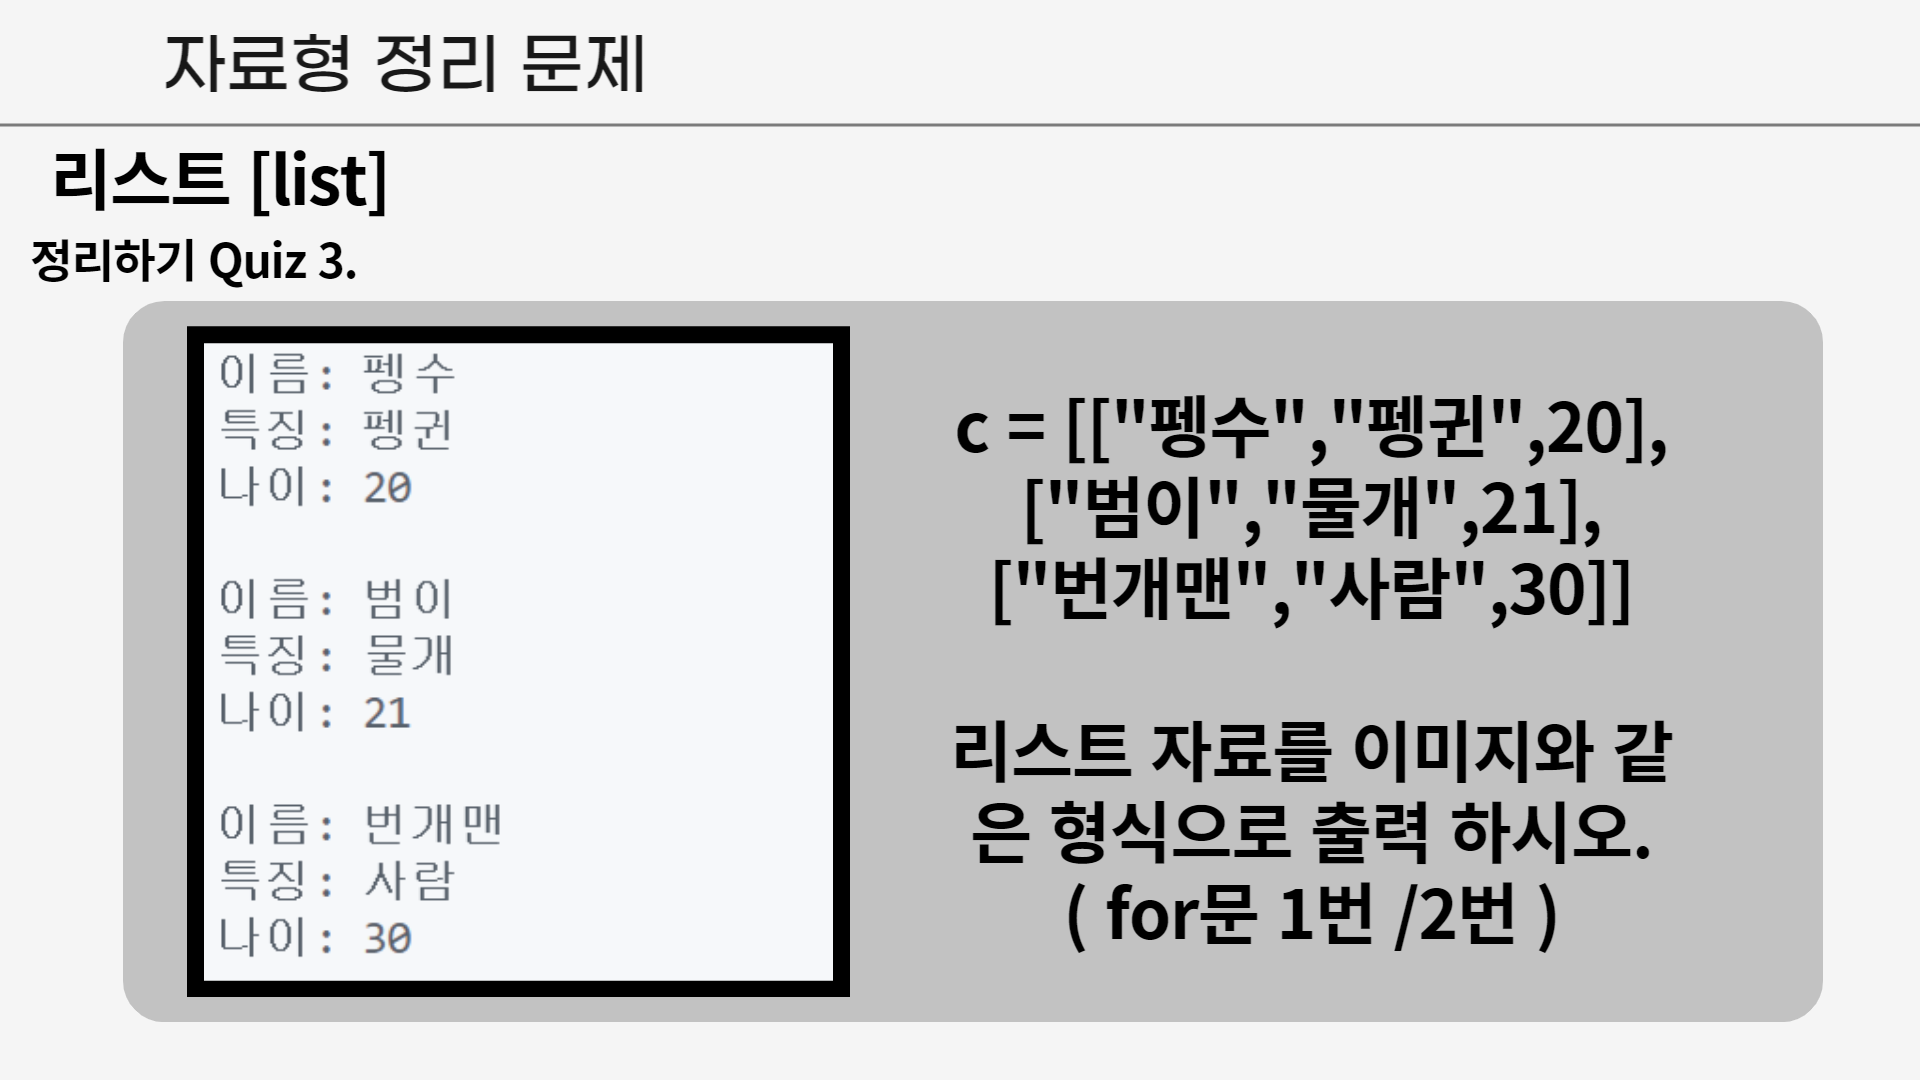 자료형 정리 문제
리스트 [list]
정리하기 Quiz 3.
이름: 펭수
특징: 펭귄
나이: 20
이름: 범이
특징: 물개
나이: 21
이름: 번개맨
특징: 사람
나이: 30
c = [["펭수","펭귄",20],
["범이","물개",21],
["번개맨","사람",30]]
리스트 자료를 이미지와 같
은 형식으로 출력 하시오.
( for문 1번 /2번 )